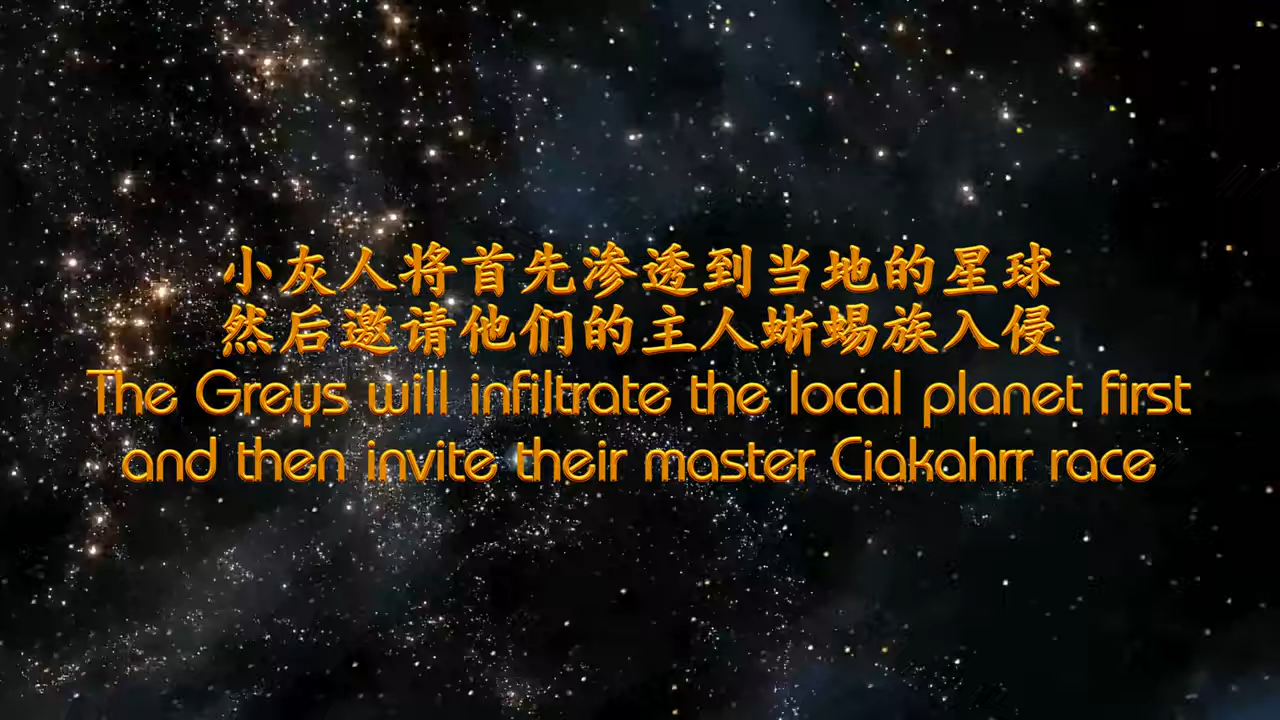 小灰人将首先渗透到当地的星球
然后邀请他们的主人蜥蜴族入侵
The Greys will infiltrate the local planet first
and then invite their master Ciakahrr race